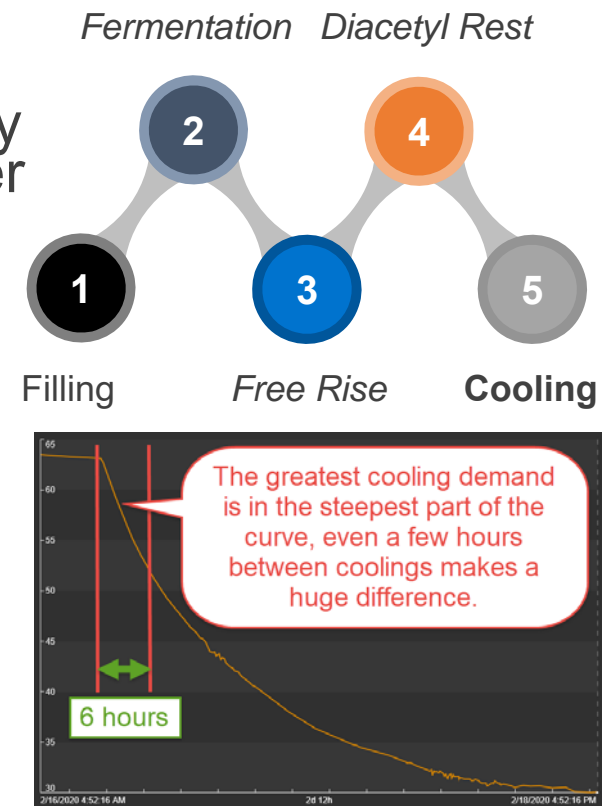 Fermentation Diacetyl Rest
2
4
1
3
5
Filling
Free Rise
Cooling
65
The greatest cooling demand
is in the steepest part of the
curve, even a few hours
between coolings makes a
huge difference.
60
55
50
45
40
6 hours
35
30
2/16/2020 4:52:16 AM
2d 12h
2/18/2020 4:52:16 PM